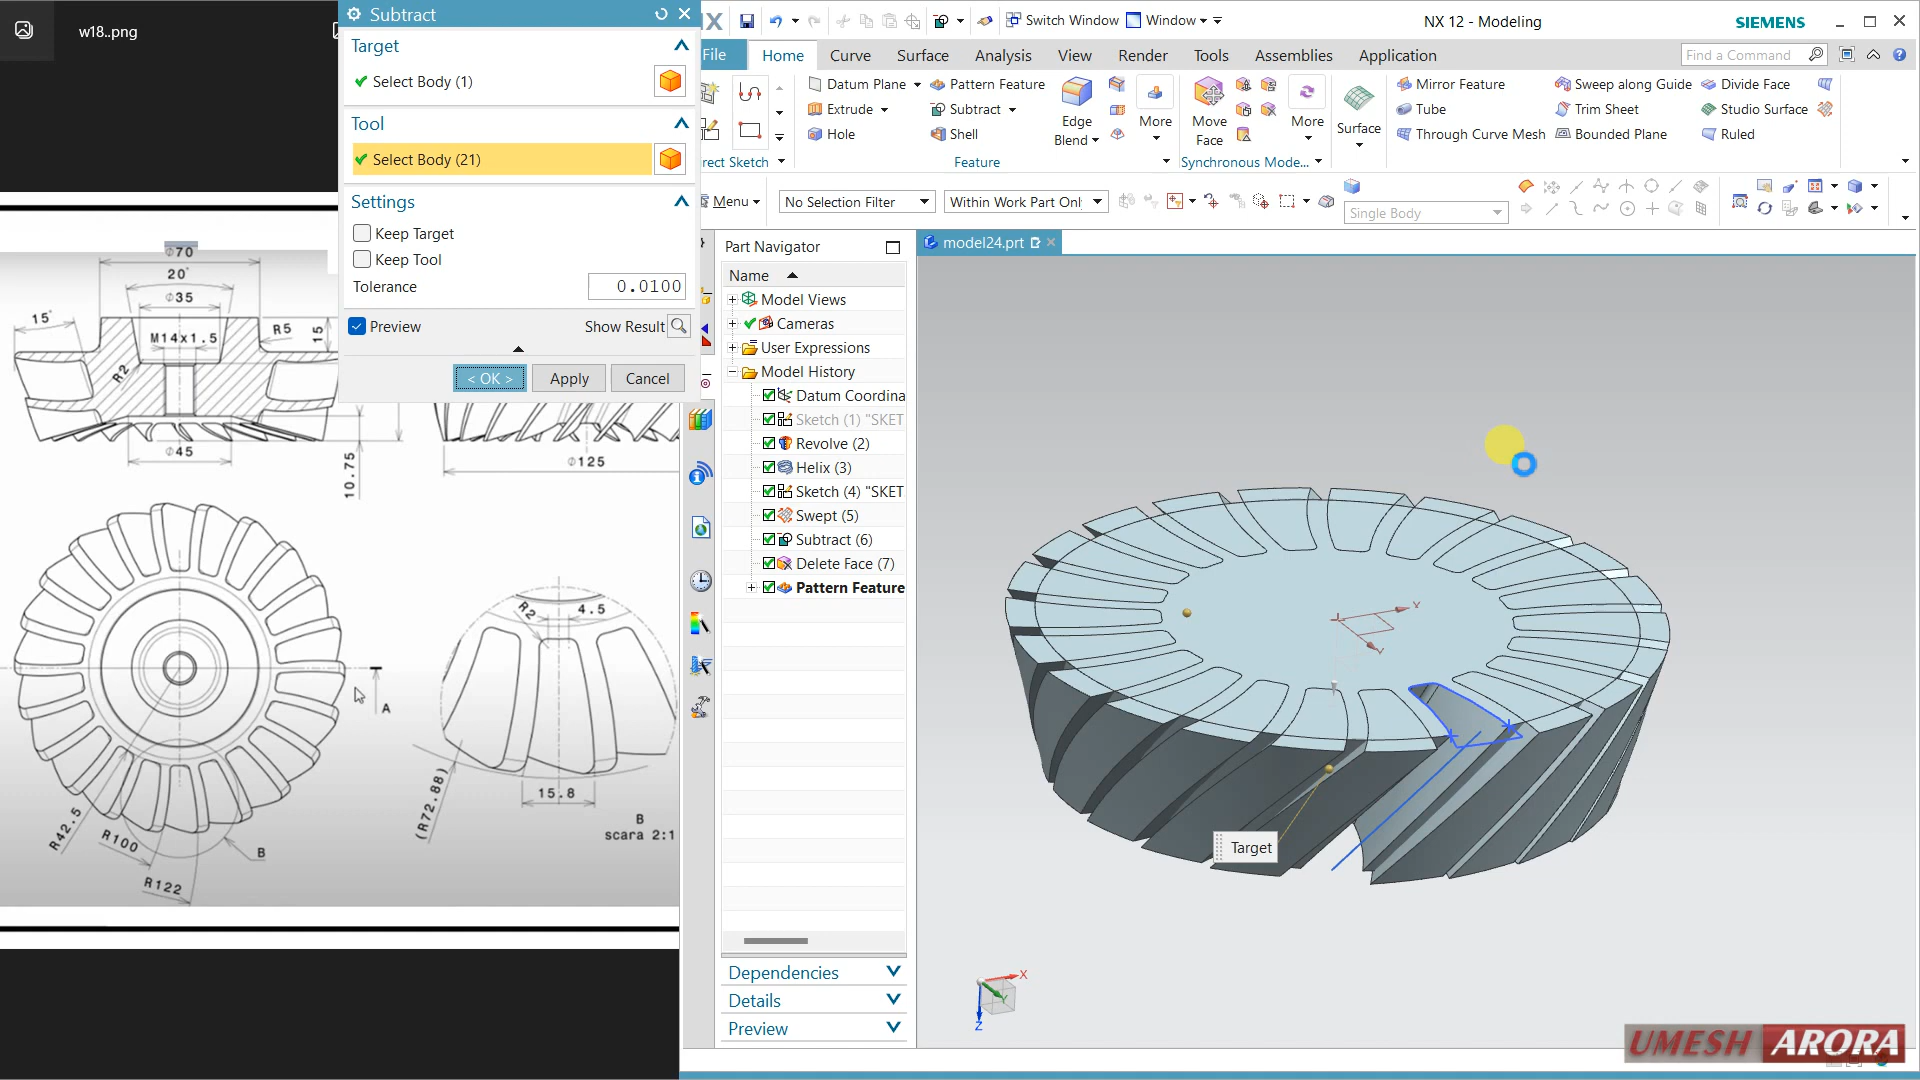 w18..png
Subtract
Target
Select Body (1)
Tool
Select Body (21)
Settings
Keep Target
Keep Tool
Tolerance
0.0100
Preview
Show Result
< OK >
Apply
Cancel
NX 12 - Modeling
SIEMENS
Switch Window
Window
File
Home
Curve
Surface
Analysis
View
Render
Tools
Assemblies
Application
Find a Command
Datum Plane
Pattern Feature
Extrude
Subtract
Hole
Shell
Edge
Blend
More
Move
Face
More
Surface
Mirror Feature
Sweep along Guide
Divide Face
Tube
Trim Sheet
Studio Surface
Through Curve Mesh
Bounded Plane
Ruled
rect Sketch
Feature
Synchronous Mode...
Menu
No Selection Filter
Within Work Part Onl
Single Body
Part Navigator
model24.prt
Name
Model Views
Cameras
User Expressions
Model History
Datum Coordina
Sketch (1) "SKET
Revolve (2)
Helix (3)
Sketch (4) "SKET
Swept (5)
Subtract (6)
Delete Face (7)
Pattern Feature
Dependencies
Details
Preview
Target
X
Y
Z
Y
Ø70
20°
Ø35
15°
M14x1.5
R5
15
R2
Ø45
10.75
Ø125
A
R42.5
R100
R122
B
R2
4.5
15.8
(R72.88)
B
scara 2:1
UMESH ARORA